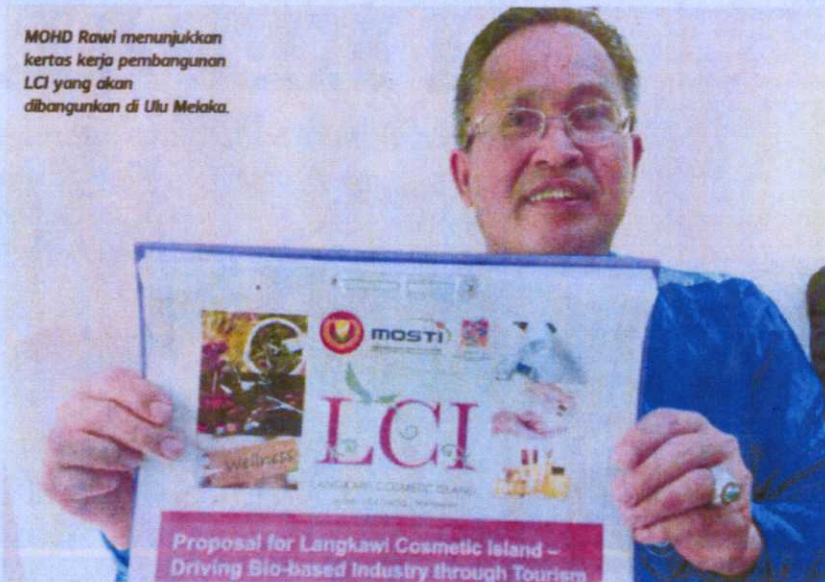 MOHD Rawi menunjukkan
kertas kerja pembangunan
LCI yang akan
dibangunkan di Ulu Melaka.
mosti
LCI
wellness
LANGKAWI COSMETIC ISLAND
Proposal for Langkawi Cosmetic Island –
Driving Bio-based Industry through Tourism